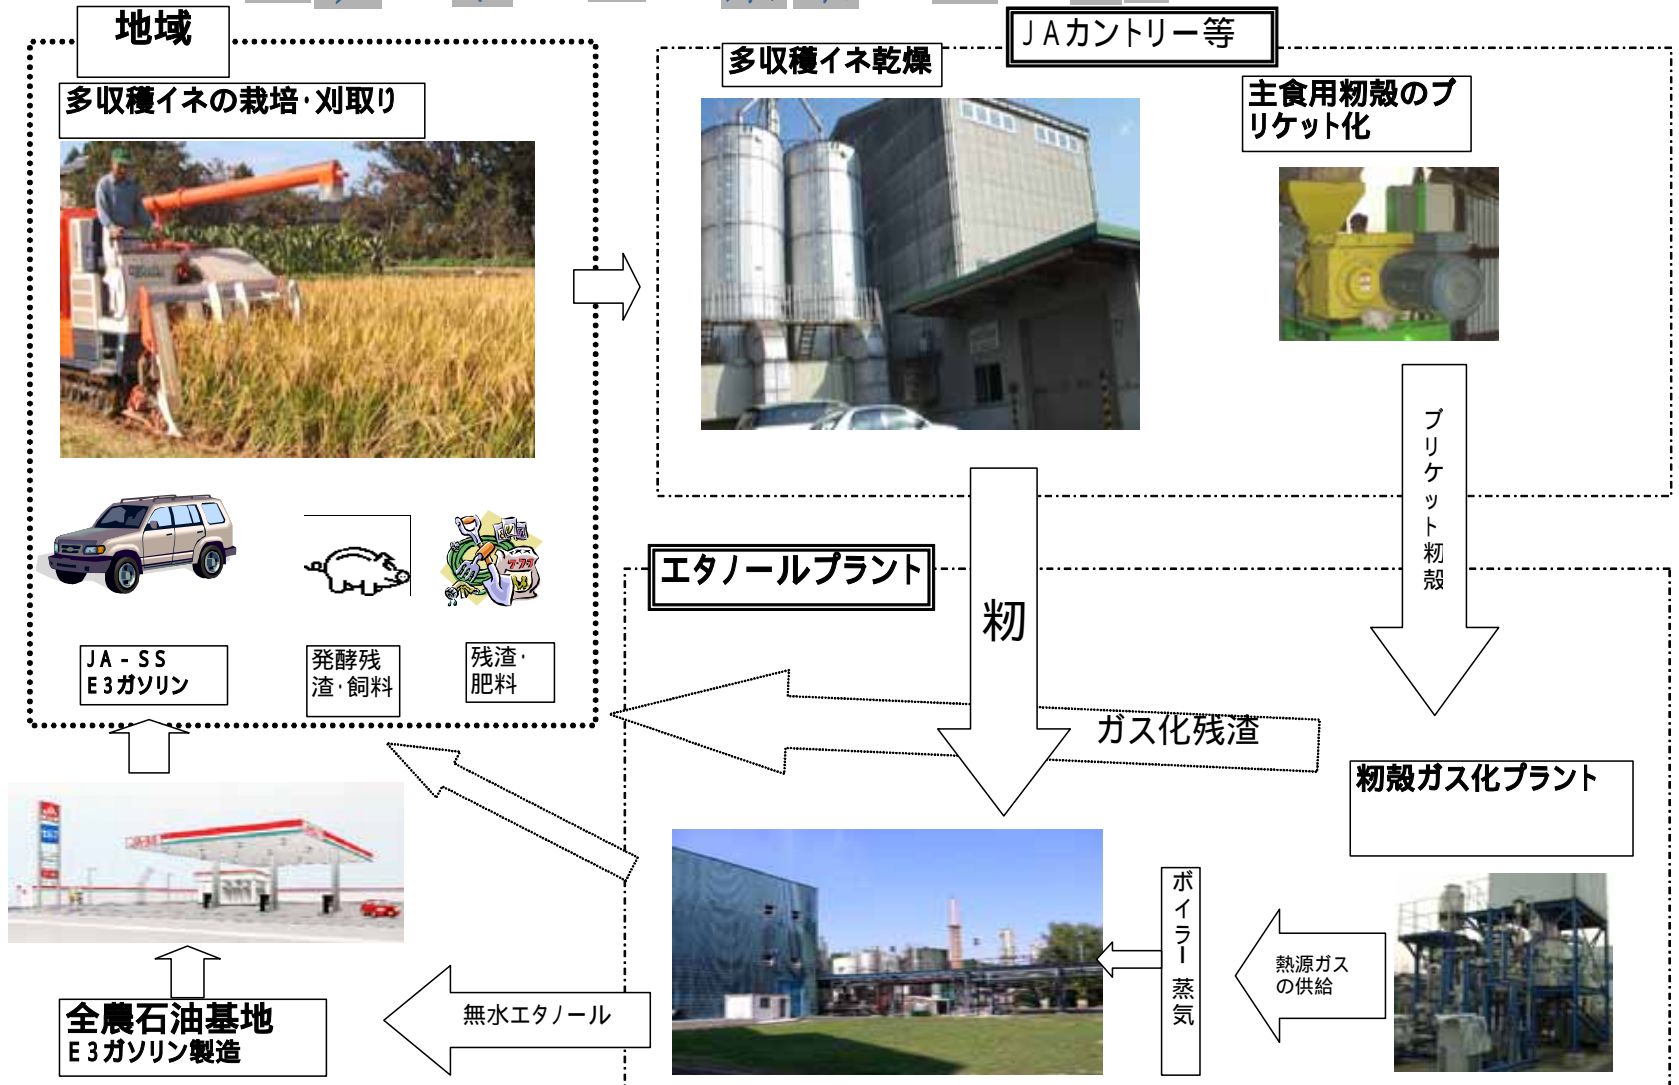 地域
多収穫イネの栽培・刈取り
JAカントリー等
多収穫イネ乾燥
主食用籾殻のブ
リケット化
ブリケット籾殻
エタノールプラント
籾
JA-SS
E3ガソリン
発酵残
渣・飼料
残渣・
肥料
ガス化残渣
籾殻ガス化プラント
ボイラー蒸気
熱源ガス
の供給
無水エタノール
全農石油基地
E3ガソリン製造